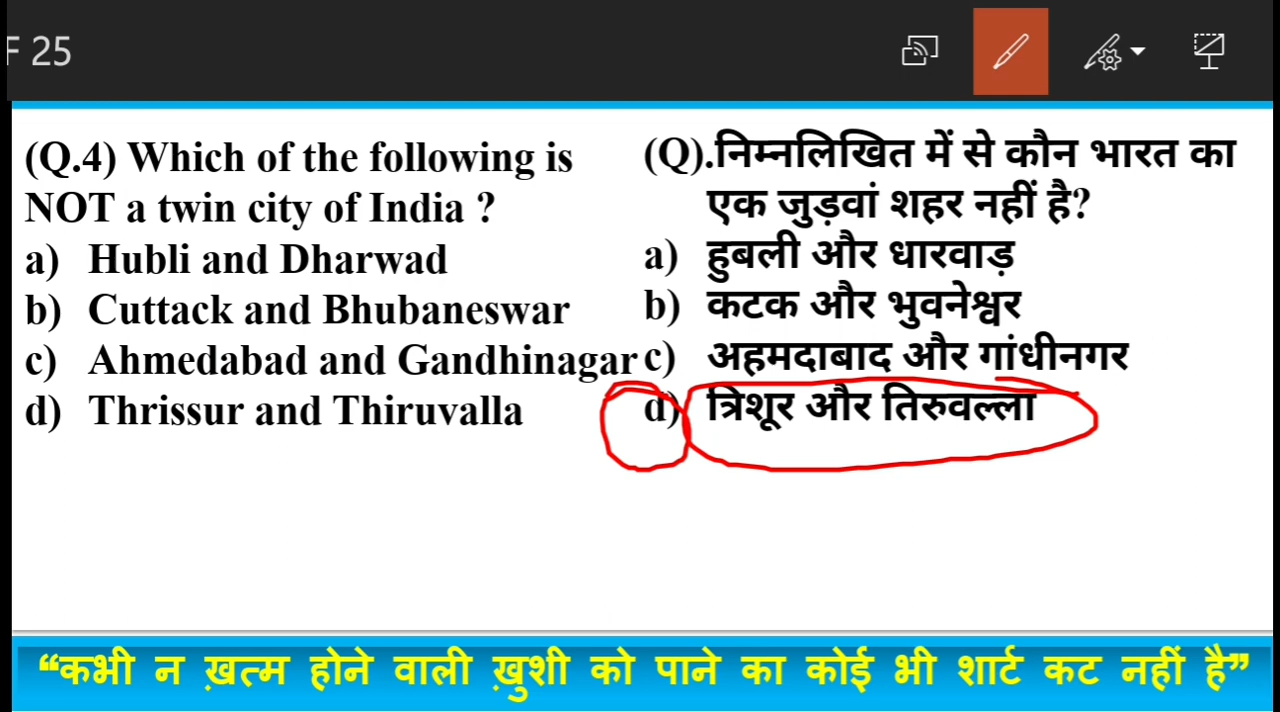 F 25
(Q.4) Which of the following is
NOT a twin city of India ?
a) Hubli and Dharwad
b) Cuttack and Bhubaneswar
c) Ahmedabad and Gandhinagar
d) Thrissur and Thiruvalla
(Q).निम्नलिखित में से कौन भारत का
एक जुड़वां शहर नहीं है?
a) हुबली और धारवाड़
b) कटक और भुवनेश्वर
c) अहमदाबाद और गांधीनगर
d) त्रिशूर और तिरुवल्ला
“कभी न ख़त्म होने वाली ख़ुशी को पाने का कोई भी शार्ट कट नहीं है”